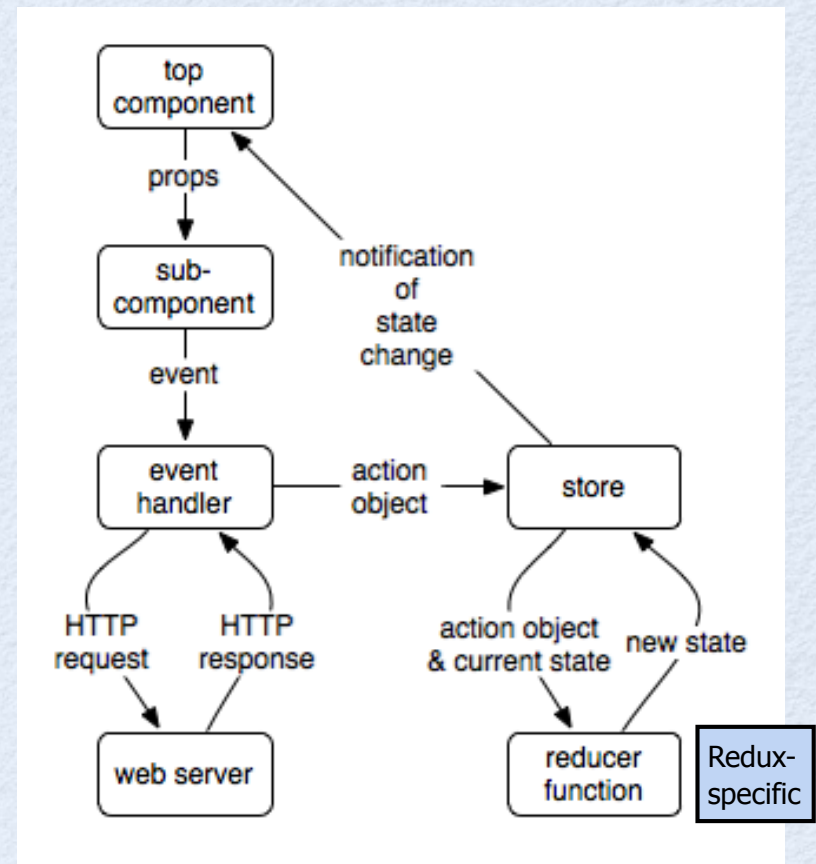 top
component
props
sub-
component
notification
of
state
change
event
event
handler
action
object
store
HTTP
request
HTTP
response
action object
& current state
new state
web server
reducer
function
Redux-
specific